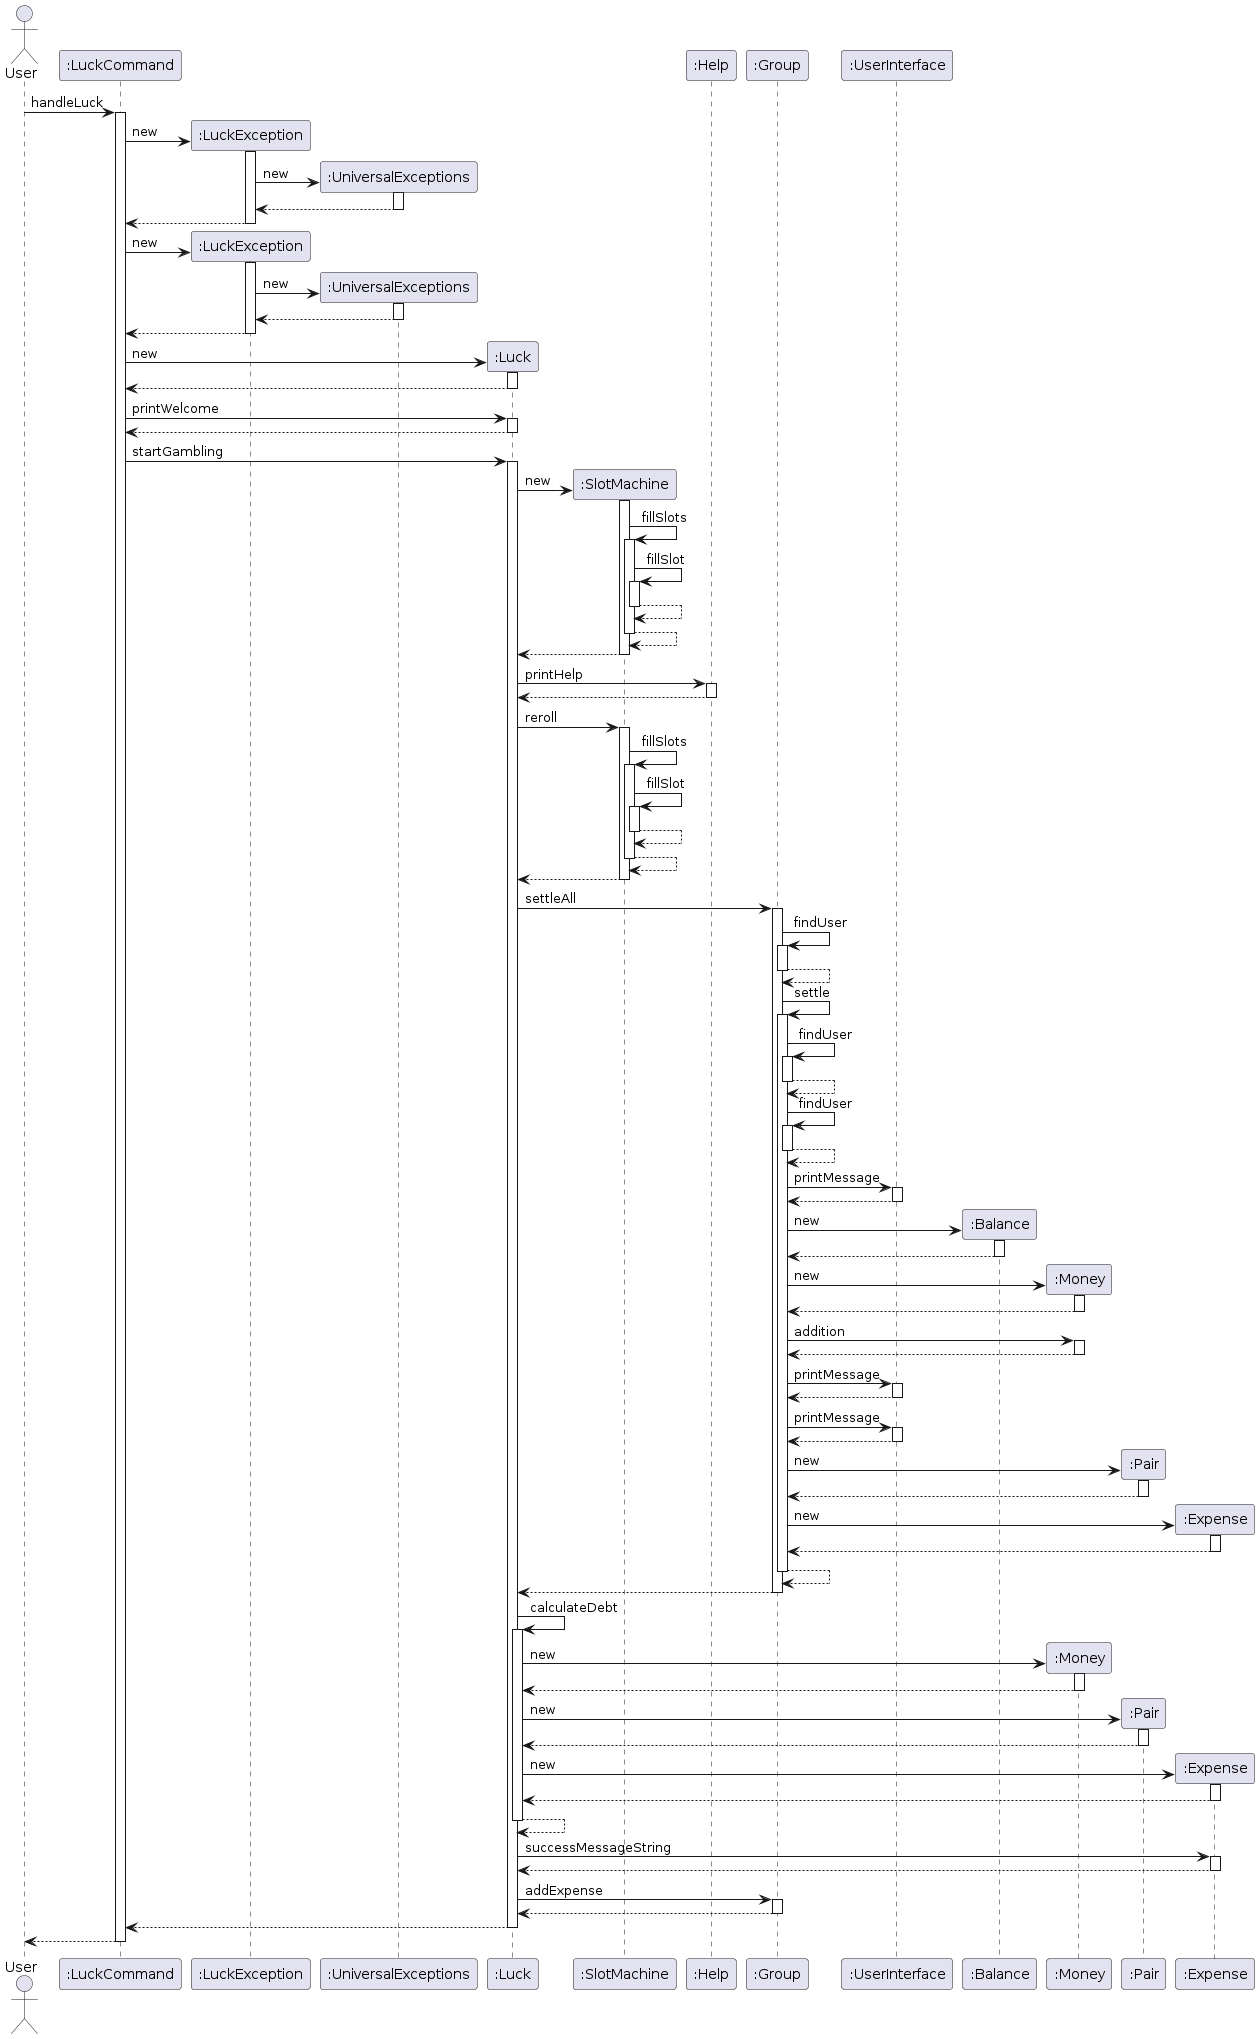 User
:LuckCommand
:Help
:Group
:UserInterface
handleLuck
new
:LuckException
new
:UniversalExceptions
new
:LuckException
new
:UniversalExceptions
new
:Luck
printWelcome
startGambling
new
:SlotMachine
fillSlots
fillSlot
printHelp
reroll
fillSlots
fillSlot
settleAll
findUser
settle
findUser
findUser
printMessage
new
:Balance
new
:Money
addition
printMessage
printMessage
new
:Pair
new
:Expense
calculateDebt
new
:Money
new
:Pair
new
:Expense
successMessageString
addExpense
User
:LuckCommand
:LuckException
:UniversalExceptions
:Luck
:SlotMachine
:Help
:Group
:UserInterface
:Balance
:Money
:Pair
:Expense